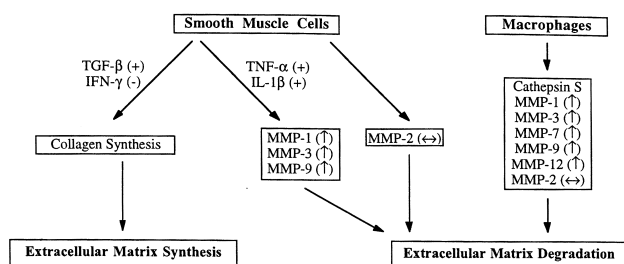 Smooth Muscle Cells
Macrophages
TGF-β (+)
IFN-γ (-)
TNF-α (+)
IL-1β (+)
Collagen Synthesis
MMP-1 (↑)
MMP-3 (↑)
MMP-9 (↑)
MMP-2 (↔)
Cathepsin S
MMP-1 (↑)
MMP-3 (↑)
MMP-7 (↑)
MMP-9 (↑)
MMP-12 (↑)
MMP-2 (↔)
Extracellular Matrix Synthesis
Extracellular Matrix Degradation